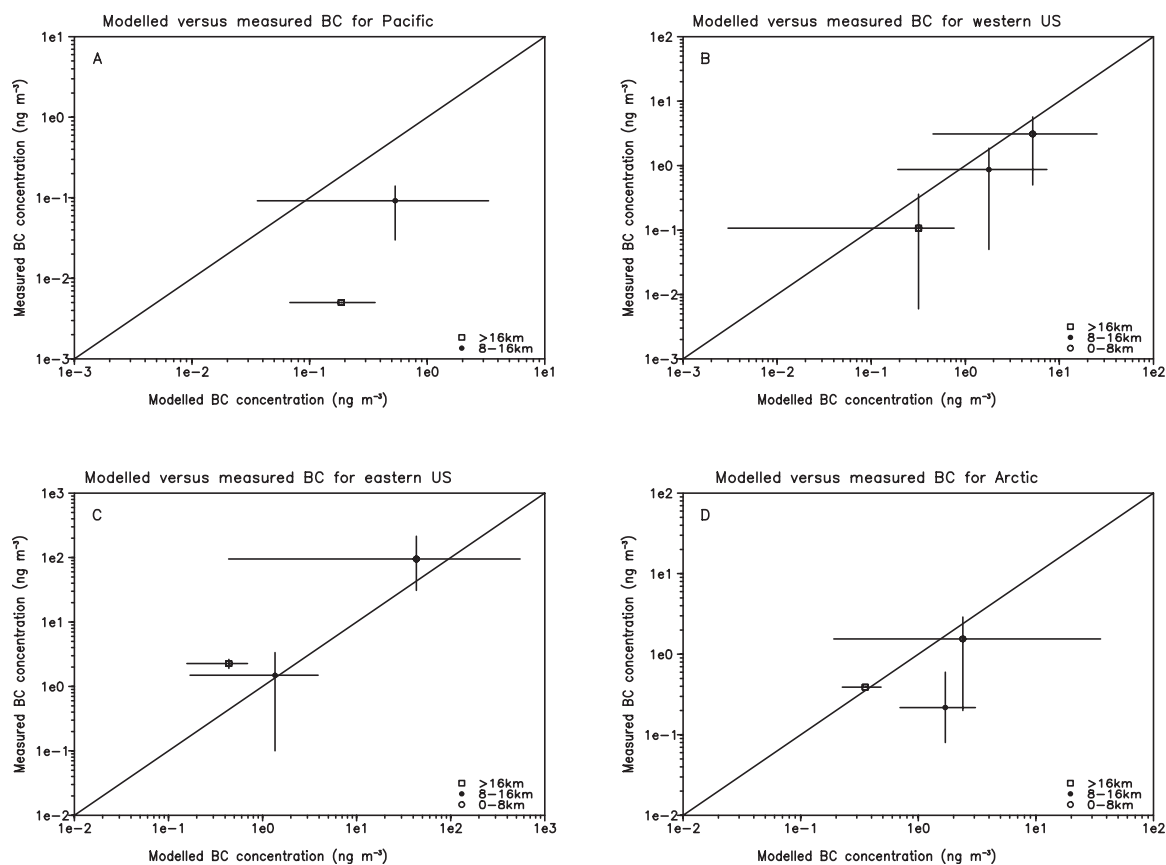 Modelled versus measured BC for Pacific
A
1e1
1e0
1e−1
1e−2
1e−3
Measured BC concentration (ng m⁻³)
1e−3
1e−2
1e−1
1e0
1e1
Modelled BC concentration (ng m⁻³)
>16km
8−16km
Modelled versus measured BC for western US
B
1e2
1e1
1e0
1e−1
1e−2
1e−3
Measured BC concentration (ng m⁻³)
1e−3
1e−2
1e−1
1e0
1e1
1e2
Modelled BC concentration (ng m⁻³)
>16km
8−16km
0−8km
Modelled versus measured BC for eastern US
C
1e3
1e2
1e1
1e0
1e−1
1e−2
Measured BC concentration (ng m⁻³)
1e−2
1e−1
1e0
1e1
1e2
1e3
Modelled BC concentration (ng m⁻³)
>16km
8−16km
0−8km
Modelled versus measured BC for Arctic
D
1e2
1e1
1e0
1e−1
1e−2
Measured BC concentration (ng m⁻³)
1e−2
1e−1
1e0
1e1
1e2
Modelled BC concentration (ng m⁻³)
>16km
8−16km
0−8km